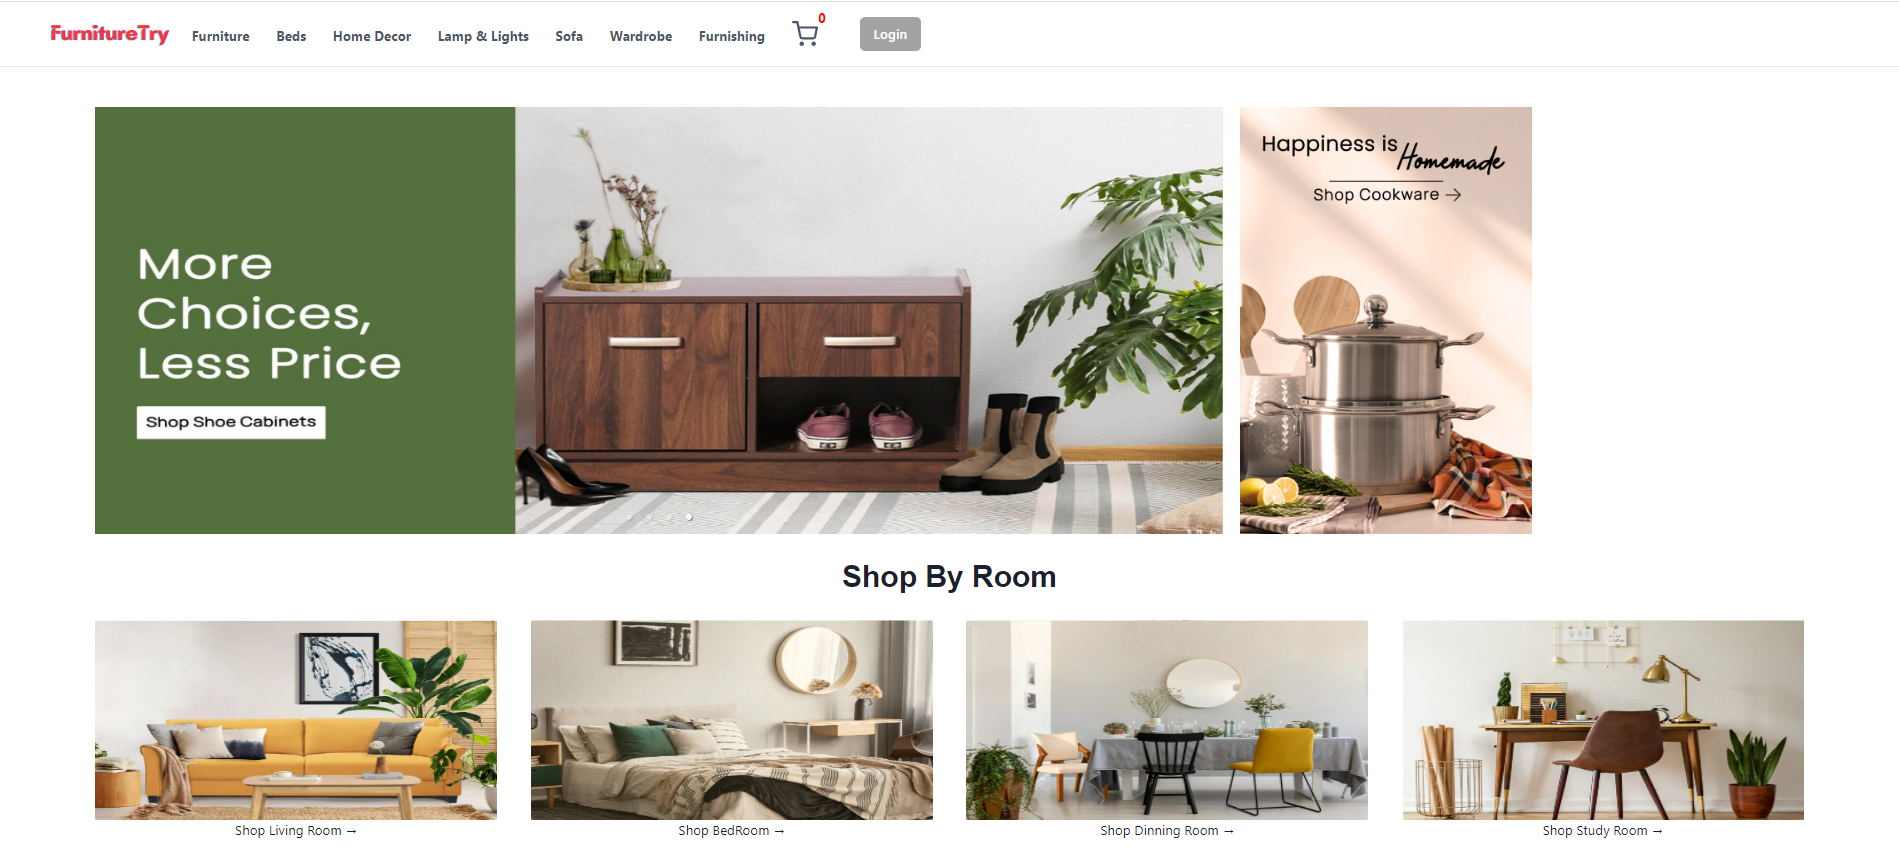 FurnitureTry
Furniture
Beds
Home Decor
Lamp & Lights
Sofa
Wardrobe
Furnishing
0
Login
More
Choices,
Less Price
Shop Shoe Cabinets
Happiness is Homemade
Shop Cookware →
Shop By Room
Shop Living Room →
Shop BedRoom →
Shop Dinning Room →
Shop Study Room →